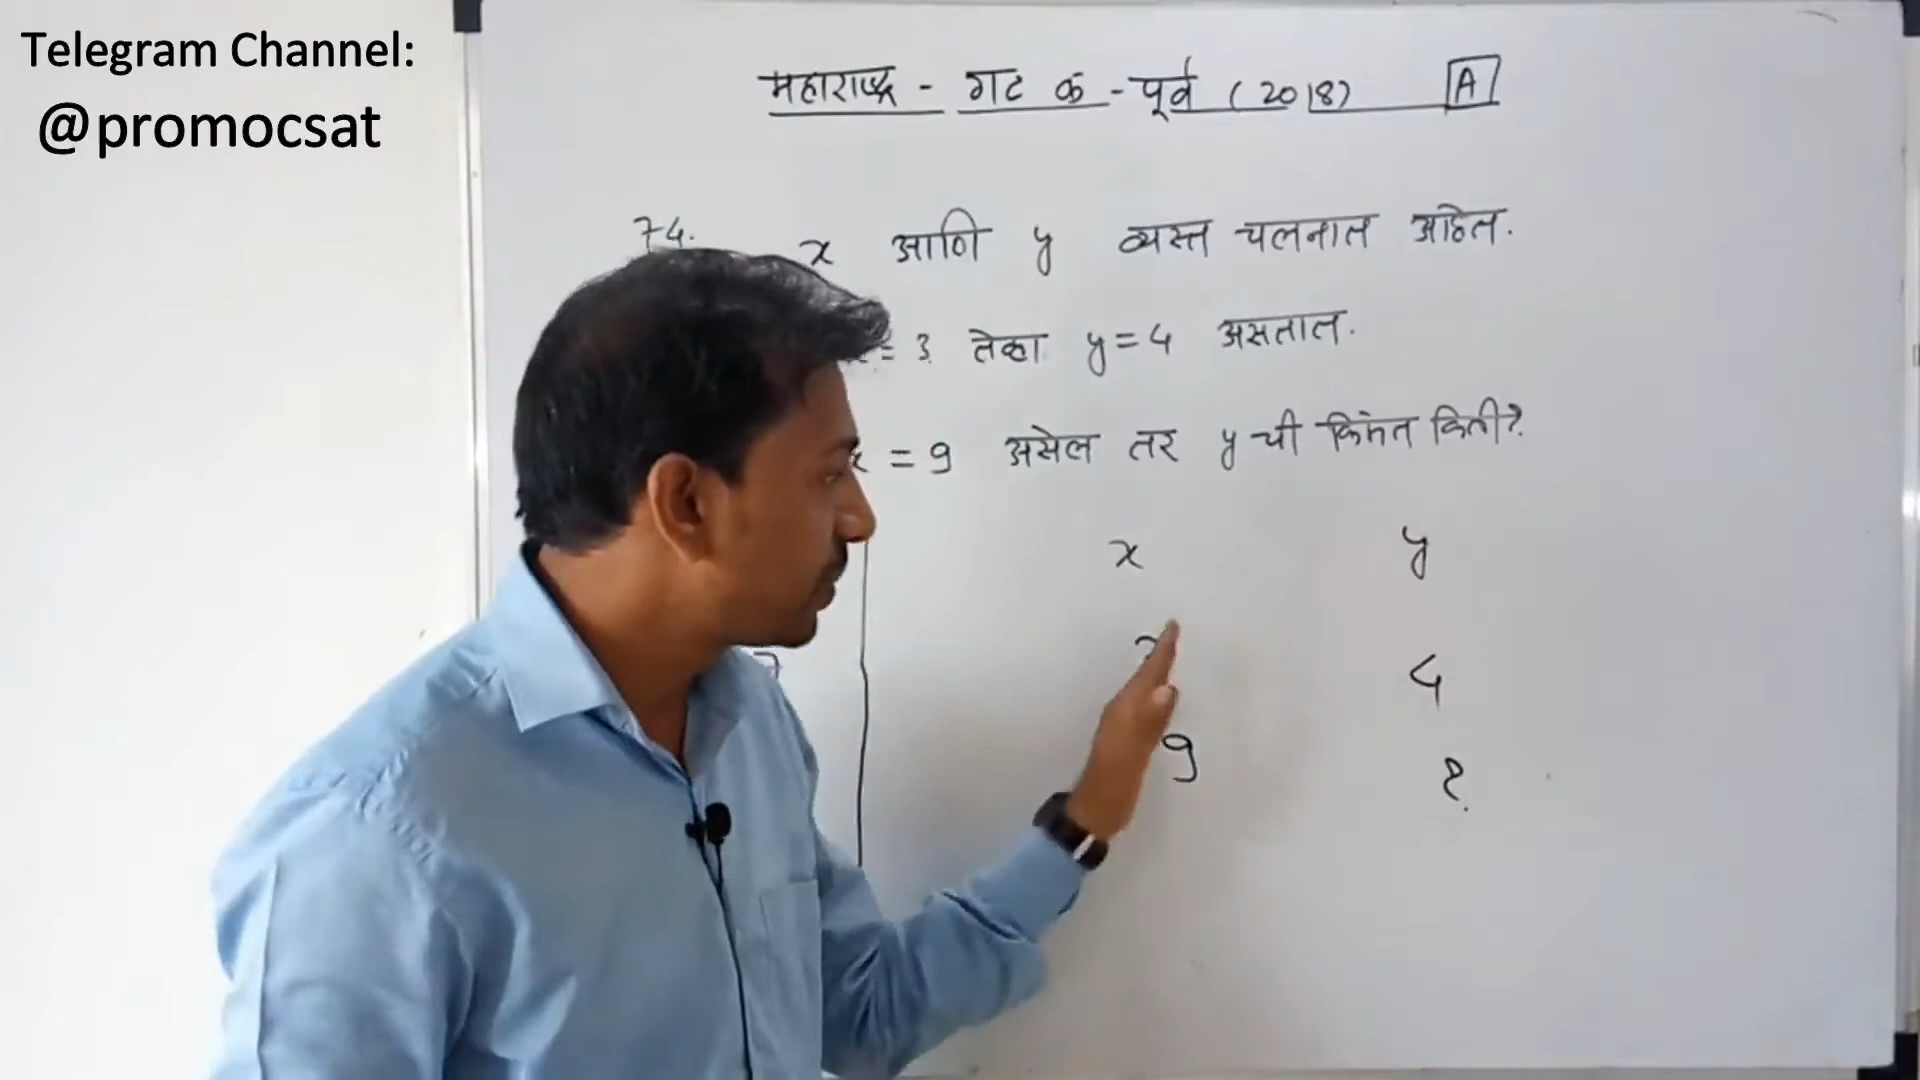 Telegram Channel:
@promocsat
महाराष्ट्र - गट क - पूर्व (2018) A
74. x आणि y व्यस्त चलनात आहेत.
= 3 तेव्हा y = 4 असतात.
x = 9 असेल तर y ची किंमत किती?
x y
4
9 ?